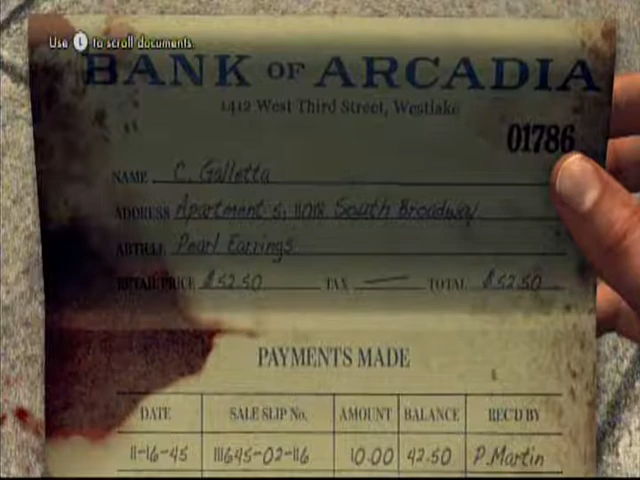 Use L to scroll documents.
BANK OF ARCADIA
1412 West Third Street, Westlake
01786
NAME C. Galletta
ADDRESS Apartment 5, 1108 South Broadway
ARTICLE Pearl Earrings
RETAIL PRICE $52.50 TAX — TOTAL $52.50
PAYMENTS MADE
DATE SALE SLIP No. AMOUNT BALANCE REC'D BY
11-16-45 111645-02-116 10.00 42.50 P. Martin